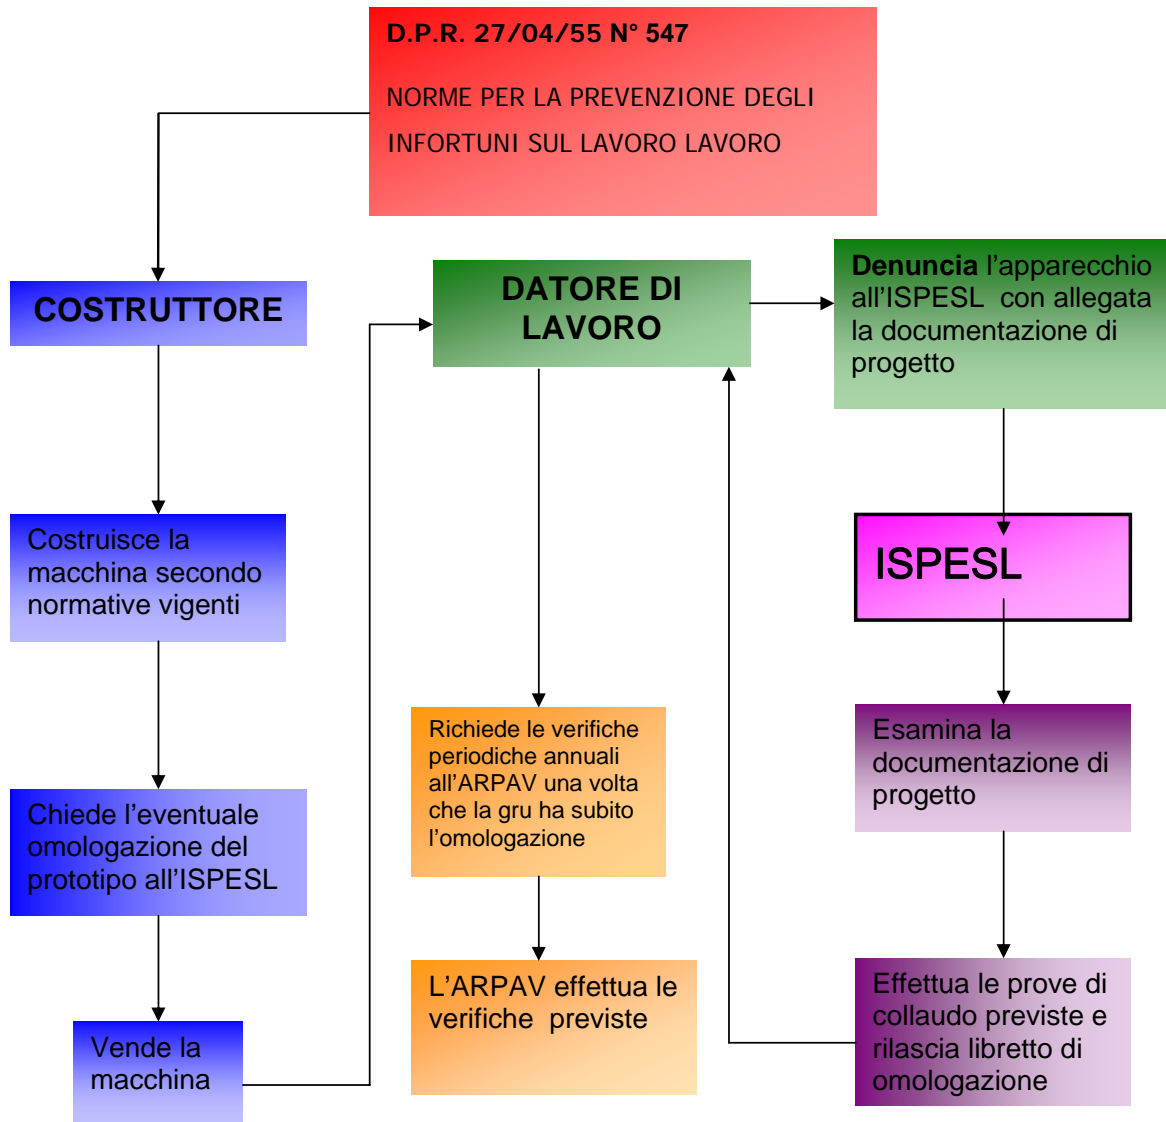 D.P.R. 27/04/55 N° 547
NORME PER LA PREVENZIONE DEGLI
INFORTUNI SUL LAVORO LAVORO
COSTRUTTORE
Costruisce la
macchina secondo
normative vigenti
Chiede l'eventuale
omologazione del
prototipo all'ISPESL
Vende la
macchina
DATORE DI
LAVORO
Richiede le verifiche
periodiche annuali
all'ARPAV una volta
che la gru ha subito
l'omologazione
L'ARPAV effettua le
verifiche previste
Denuncia l'apparecchio
all'ISPESL con allegata
la documentazione di
progetto
ISPESL
Esamina la
documentazione di
progetto
Effettua le prove di
collaudo previste e
rilascia libretto di
omologazione